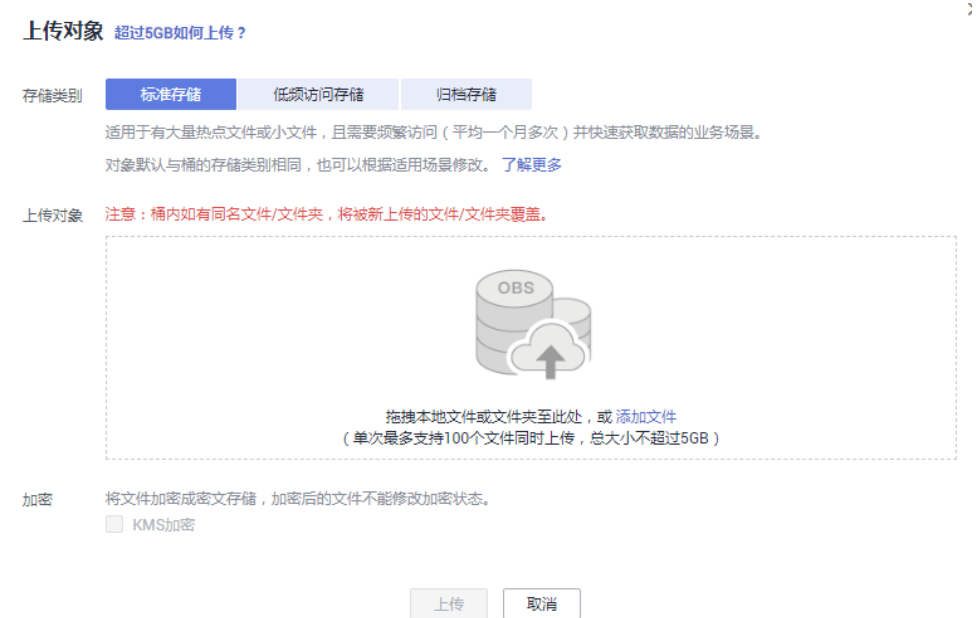 上传对象 超过5GB如何上传？
存储类别 标准存储 低频访问存储 归档存储
适用于有大量热点文件或小文件，且需要频繁访问（平均一个月多次）并快速获取数据的业务场景。
对象默认与桶的存储类别相同，也可以根据适用场景修改。 了解更多
上传对象 注意：桶内如有同名文件/文件夹，将被新上传的文件/文件夹覆盖。
OBS
拖拽本地文件或文件夹至此处，或 添加文件
（单次最多支持100个文件同时上传，总大小不超过5GB）
加密 将文件加密成密文存储，加密后的文件不能修改加密状态。
KMS加密
上传 取消